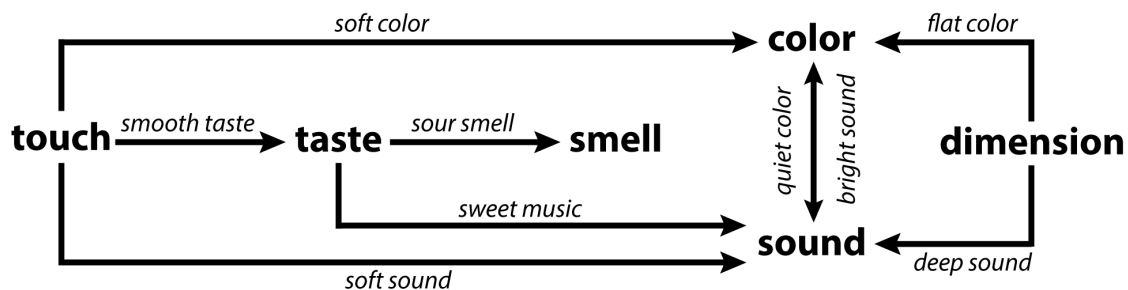 soft color
color
flat color
touch
smooth taste
taste
sour smell
smell
quiet color
bright sound
dimension
sweet music
sound
deep sound
soft sound